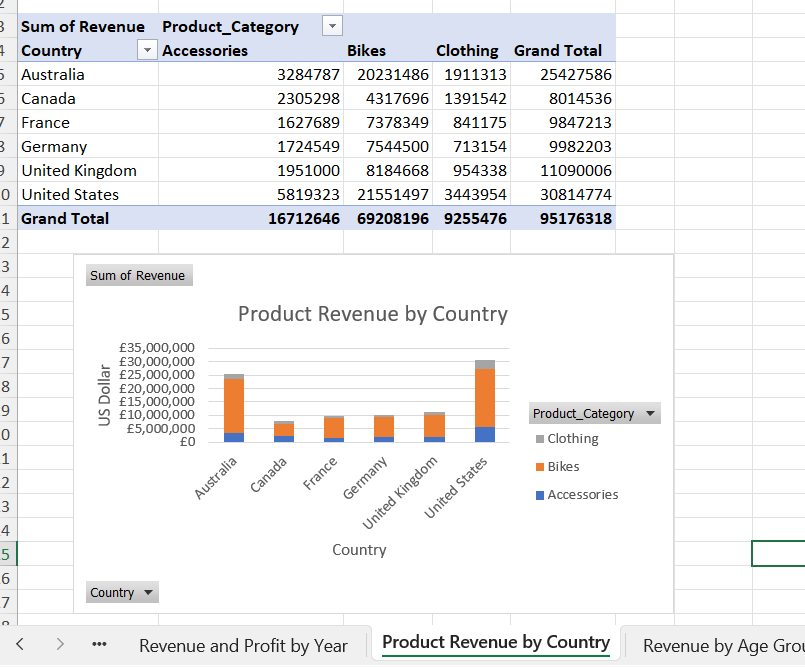 Sum of Revenue Product_Category
Country Accessories Bikes Clothing Grand Total
Australia 3284787 20231486 1911313 25427586
Canada 2305298 4317696 1391542 8014536
France 1627689 7378349 841175 9847213
Germany 1724549 7544500 713154 9982203
United Kingdom 1951000 8184668 954338 11090006
United States 5819323 21551497 3443954 30814774
Grand Total 16712646 69208196 9255476 95176318
Sum of Revenue
Product Revenue by Country
US Dollar
£35,000,000
£30,000,000
£25,000,000
£20,000,000
£15,000,000
£10,000,000
£5,000,000
£0
Australia
Canada
France
Germany
United Kingdom
United States
Country
Product_Category
Clothing
Bikes
Accessories
Country
Revenue and Profit by Year Product Revenue by Country Revenue by Age